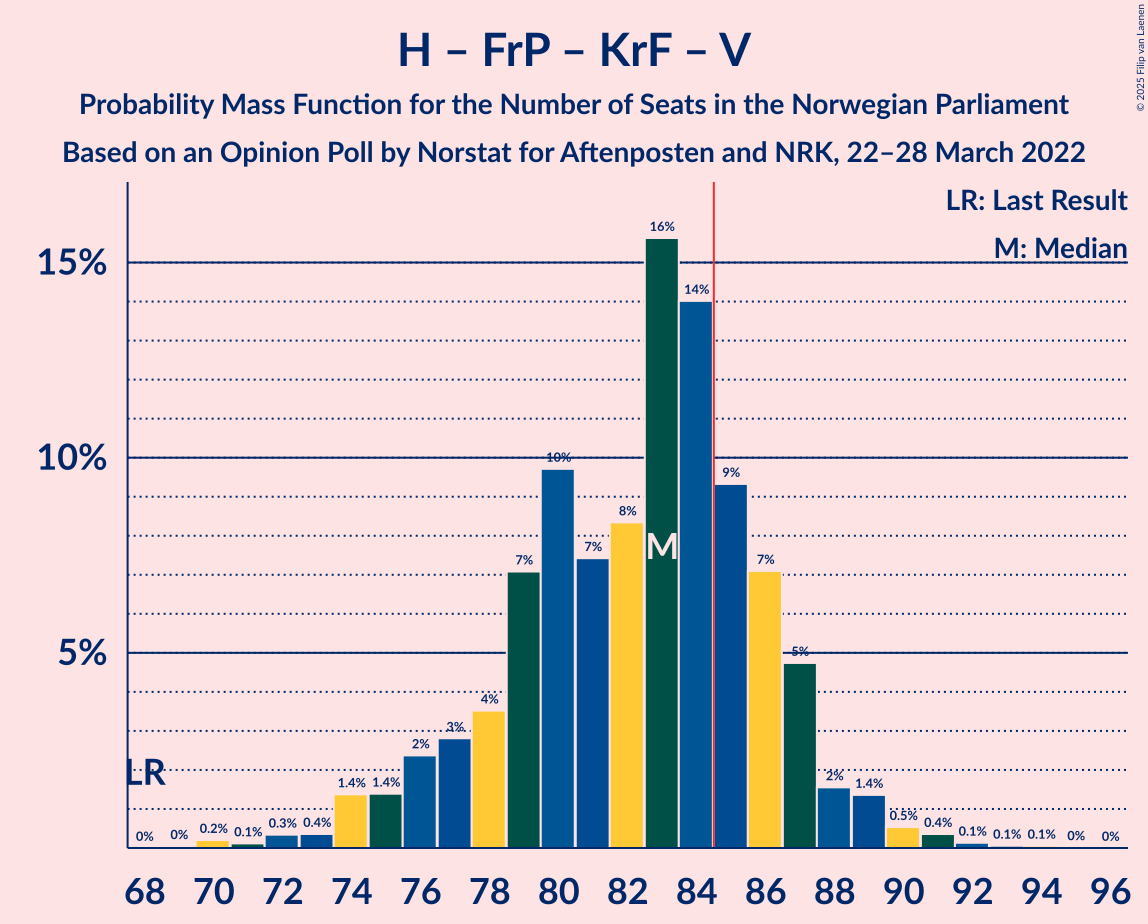 H – FrP – KrF – V
Probability Mass Function for the Number of Seats in the Norwegian Parliament
Based on an Opinion Poll by Norstat for Aftenposten and NRK, 22–28 March 2022
© 2025 Filip van Laenen
LR: Last Result
M: Median
15%
10%
5%
LR
M
0% 0% 0.2% 0.1% 0.3% 0.4% 1.4% 1.4% 2% 3% 4% 7% 10% 7% 8% 16% 14% 9% 7% 5% 2% 1.4% 0.5% 0.4% 0.1% 0.1% 0.1% 0% 0%
68 70 72 74 76 78 80 82 84 86 88 90 92 94 96